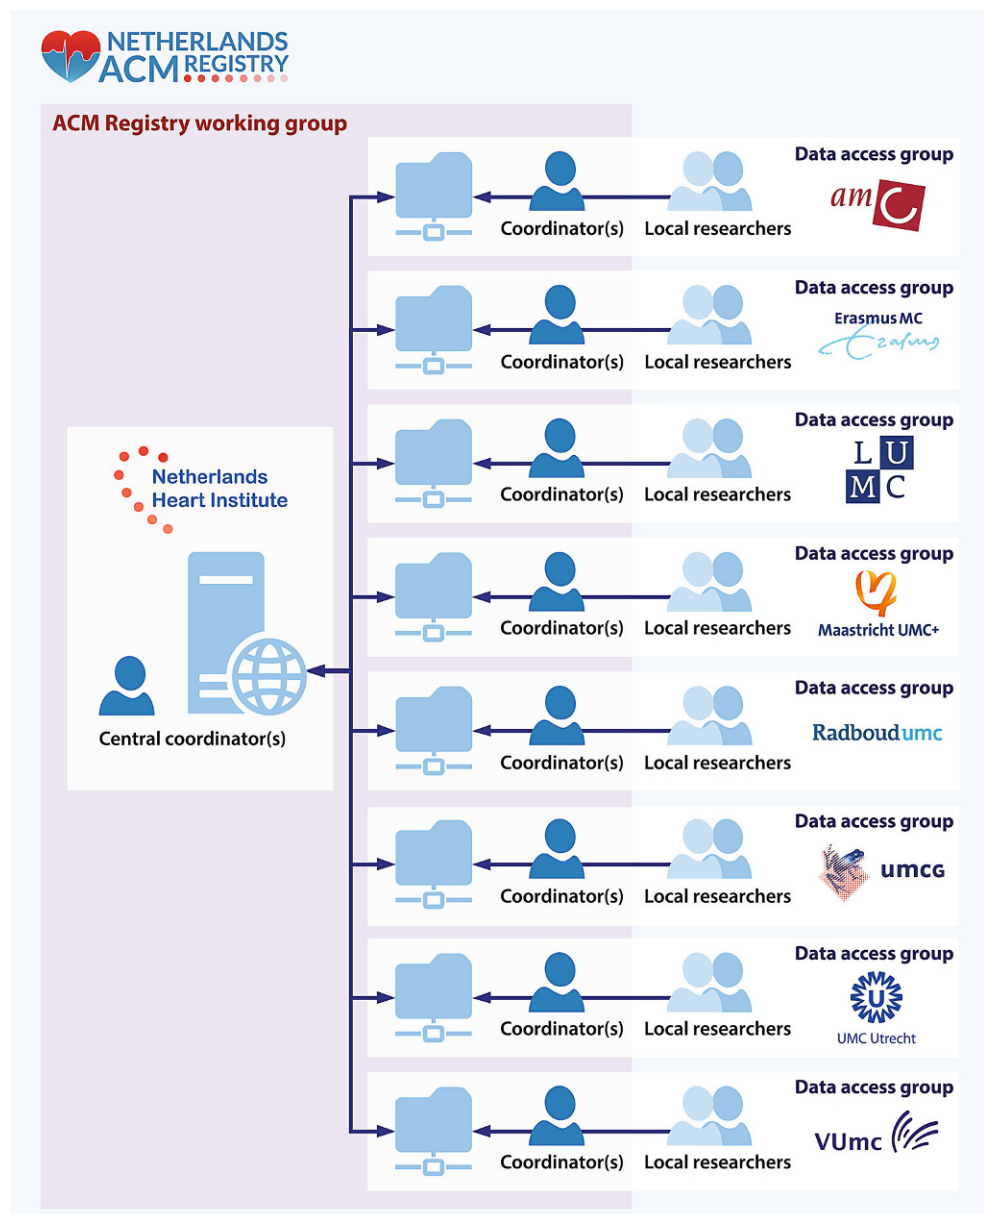 NETHERLANDS
ACM REGISTRY
ACM Registry working group
Data access group
amC
Coordinator(s) Local researchers
Data access group
Erasmus MC
Erasmus
Coordinator(s) Local researchers
Data access group
L U
M C
Coordinator(s) Local researchers
Netherlands
Heart Institute
Data access group
Maastricht UMC+
Coordinator(s) Local researchers
Central coordinator(s)
Data access group
Radboudumc
Coordinator(s) Local researchers
Data access group
umcG
Coordinator(s) Local researchers
Data access group
U
UMC Utrecht
Coordinator(s) Local researchers
Data access group
VUmc
Coordinator(s) Local researchers